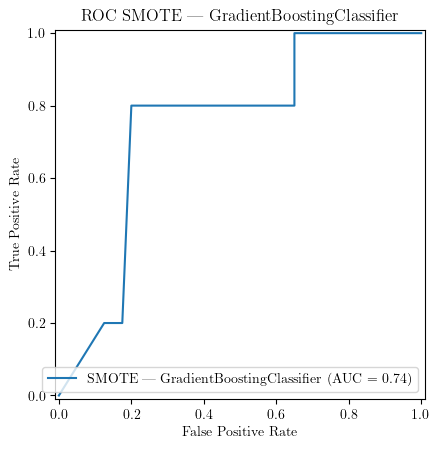 ROC SMOTE — GradientBoostingClassifier
1.0
0.8
0.6
0.4
0.2
0.0
True Positive Rate
SMOTE — GradientBoostingClassifier (AUC = 0.74)
0.0 0.2 0.4 0.6 0.8 1.0
False Positive Rate